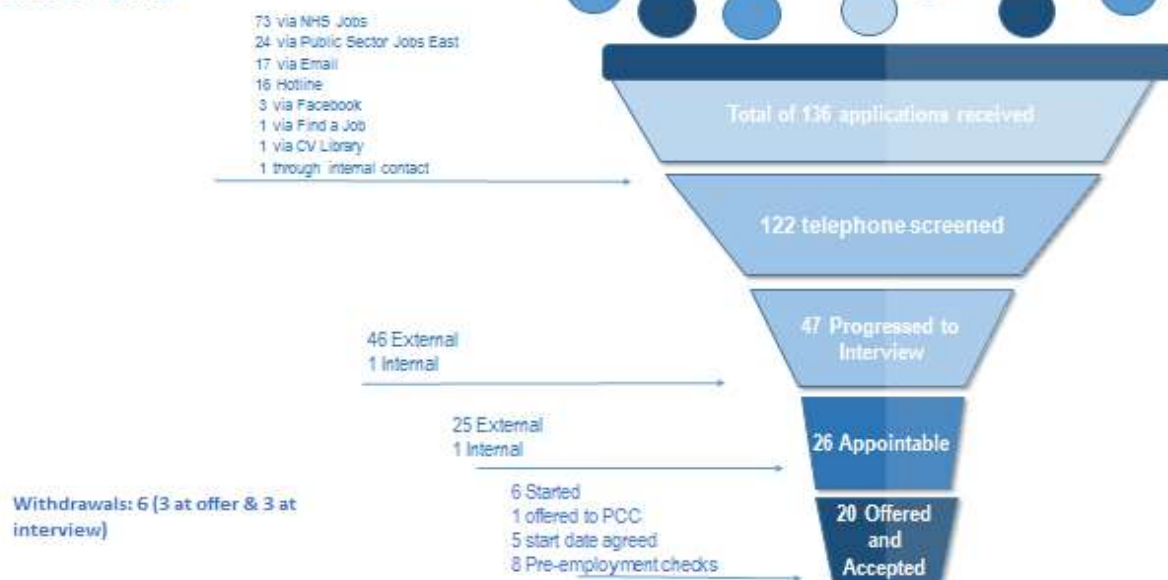 73 via NHS Jobs
24 via Public Sector Jobs East
17 via Email
16 Hotline
3 via Facebook
1 via Find a Job
1 via CV Library
1 through internal contact
Total of 136 applications received
122 telephone screened
47 Progressed to
Interview
46 External
1 Internal
25 External
1 Internal
26 Appointable
Withdrawals: 6 (3 at offer & 3 at
interview)
6 Started
1 offered to PCC
5 start date agreed
8 Pre-employment checks
20 Offered
and
Accepted